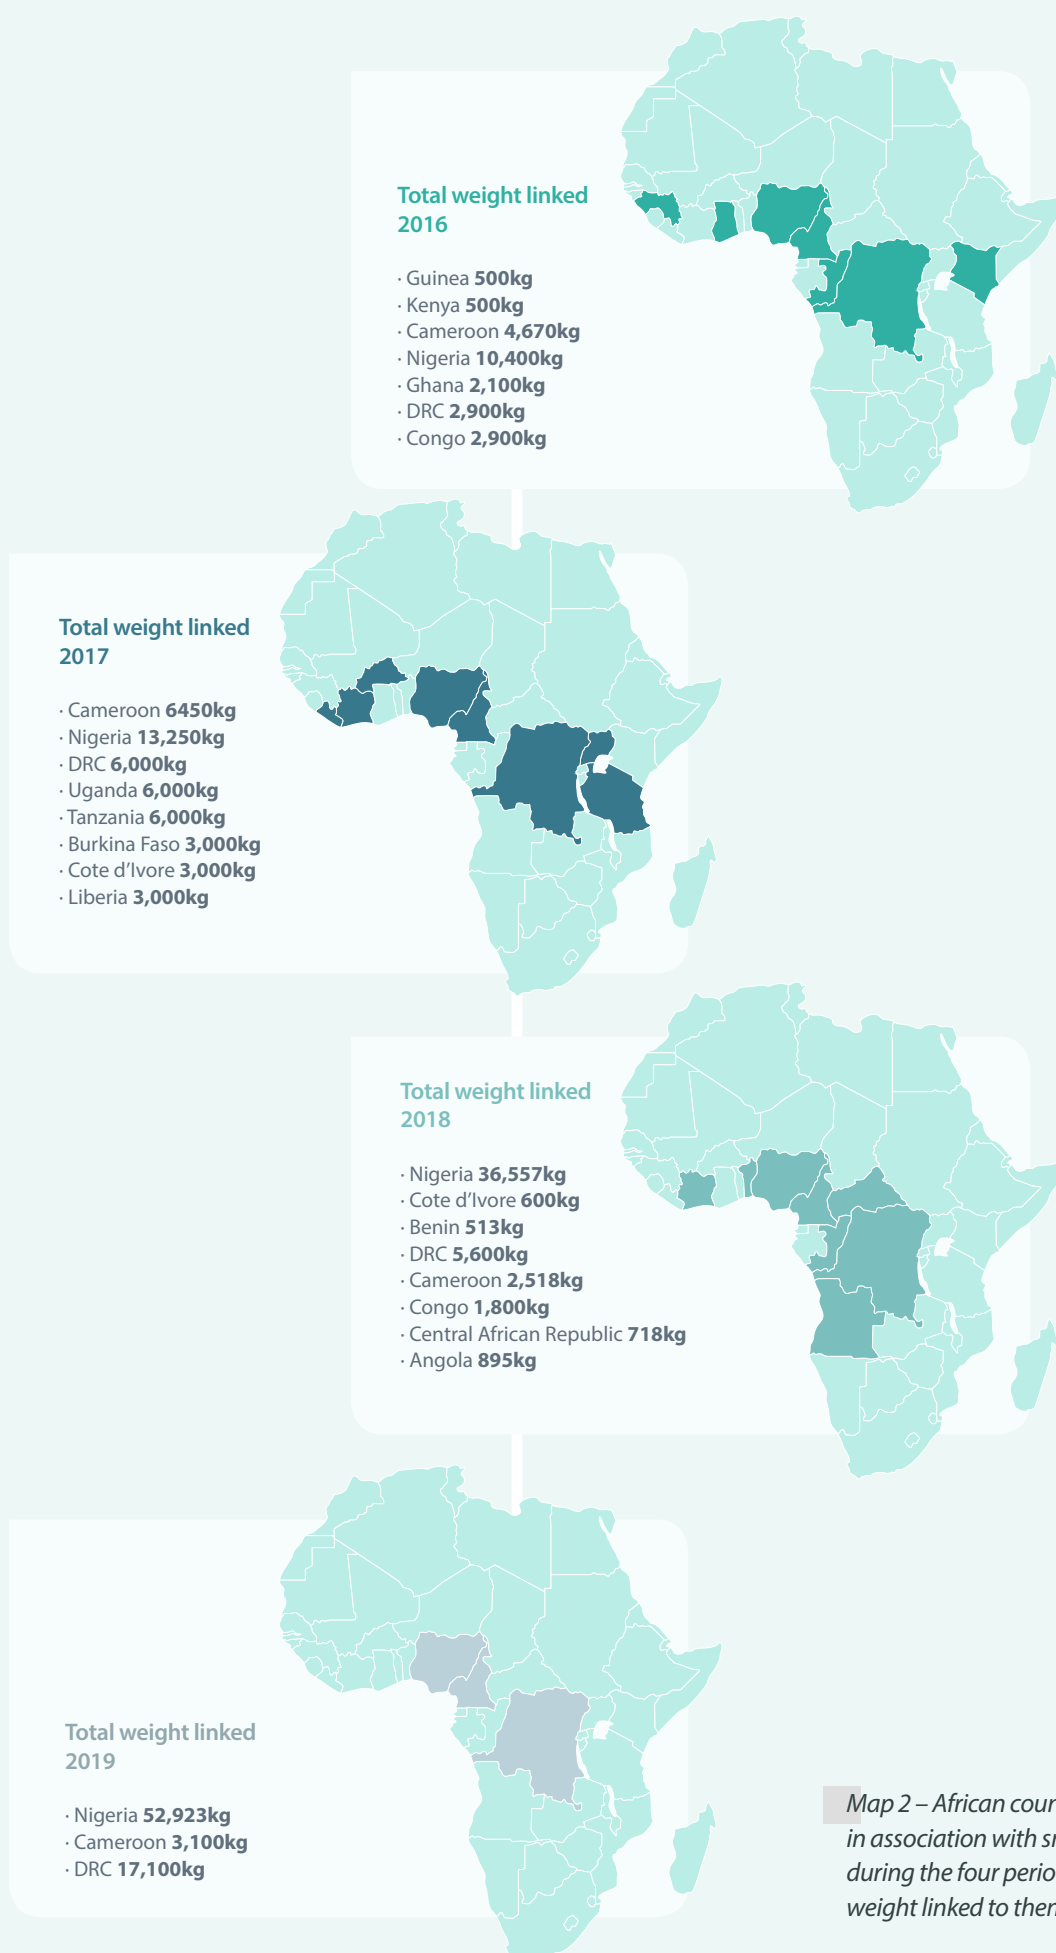 Total weight linked
2016
· Guinea 500kg
· Kenya 500kg
· Cameroon 4,670kg
· Nigeria 10,400kg
· Ghana 2,100kg
· DRC 2,900kg
· Congo 2,900kg
Total weight linked
2017
· Cameroon 6450kg
· Nigeria 13,250kg
· DRC 6,000kg
· Uganda 6,000kg
· Tanzania 6,000kg
· Burkina Faso 3,000kg
· Cote d’Ivore 3,000kg
· Liberia 3,000kg
Total weight linked
2018
· Nigeria 36,557kg
· Cote d’Ivore 600kg
· Benin 513kg
· DRC 5,600kg
· Cameroon 2,518kg
· Congo 1,800kg
· Central African Republic 718kg
· Angola 895kg
Total weight linked
2019
· Nigeria 52,923kg
· Cameroon 3,100kg
· DRC 17,100kg
Map 2 – African
in association with
during the four
weight linked to